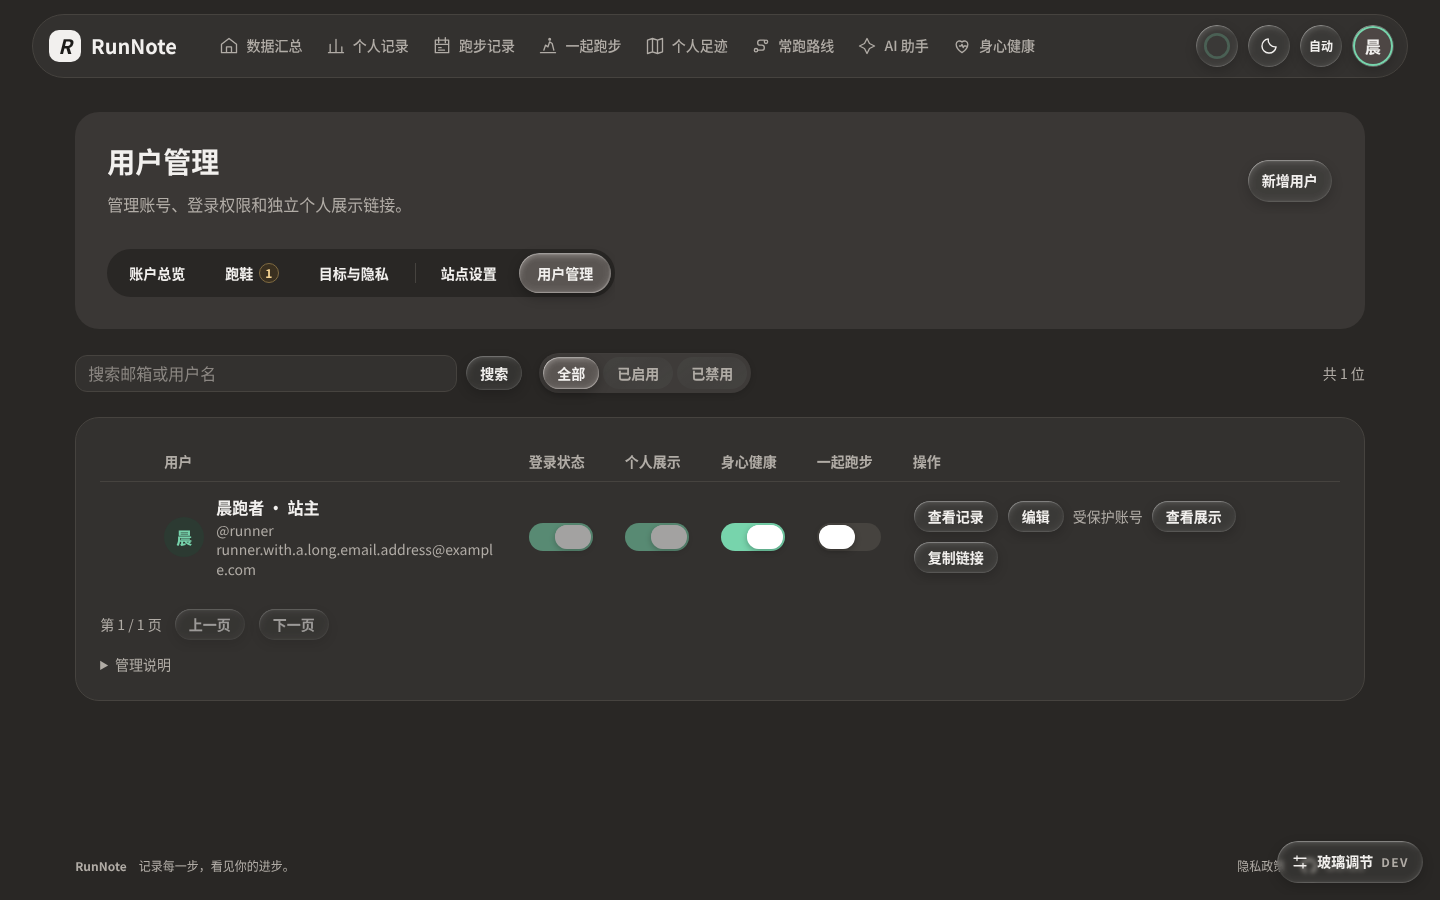 R RunNote 数据汇总 个人记录 跑步记录 一起跑步 个人足迹 常跑路线 AI 助手 身心健康 自动 晨
用户管理
管理账号、登录权限和独立个人展示链接。
新增用户
账户总览 跑鞋 1 目标与隐私 站点设置 用户管理
搜索邮箱或用户名 搜索 全部 已启用 已禁用 共 1 位
用户 登录状态 个人展示 身心健康 一起跑步 操作
晨
晨跑者 · 站主
@runner
runner.with.a.long.email.address@exampl
e.com
查看记录 编辑 受保护账号 查看展示
复制链接
第 1 / 1 页 上一页 下一页
▶ 管理说明
RunNote 记录每一步，看见你的进步。
隐私政策
玻璃调节 DEV